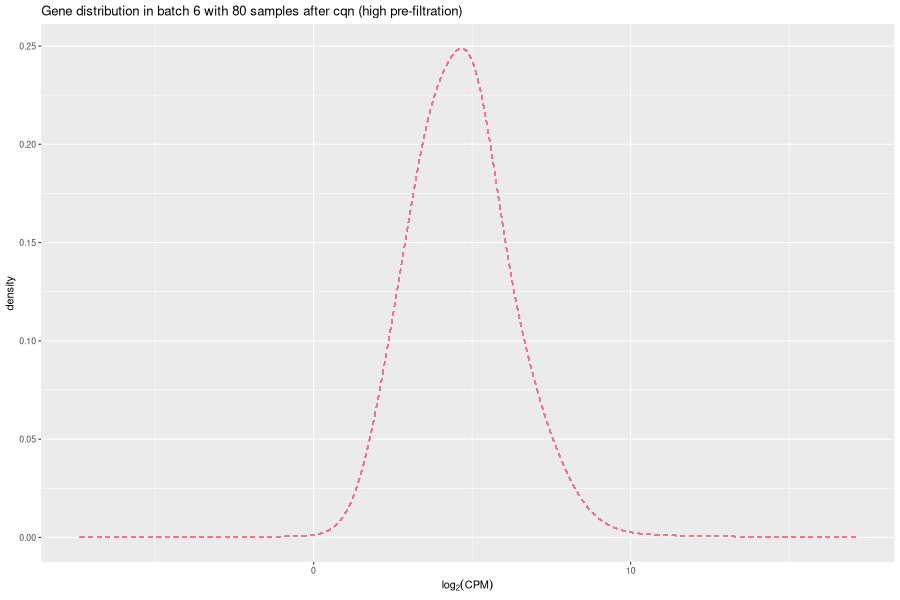 Gene distribution in batch 6 with 80 samples after cqn (high pre-filtration)
0.25
0.20
0.15
0.10
0.05
0.00
density
0 10
log₂(CPM)